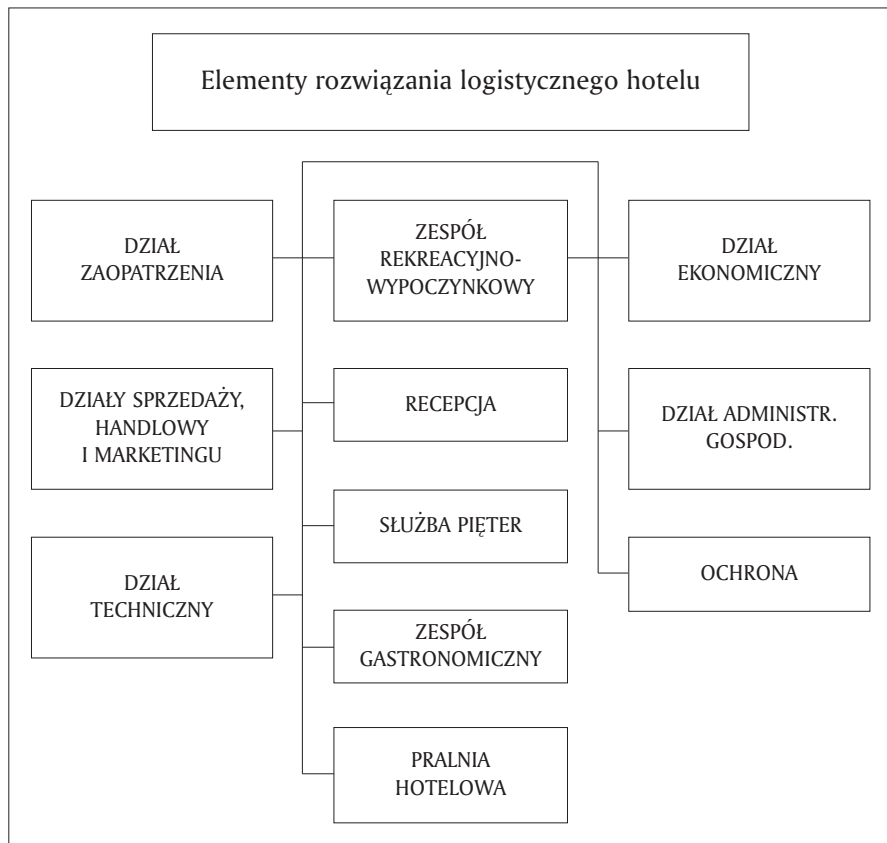 Elementy rozwiązania logistycznego hotelu
DZIAŁ
ZAOPATRZENIA
ZESPÓŁ
REKREACYJNO-
WYPOCZYNKOWY
DZIAŁ
EKONOMICZNY
DZIAŁY SPRZEDAŻY,
HANDLOWY
I MARKETINGU
RECEPCJA
DZIAŁ ADMINISTR.
GOSPOD.
SŁUŻBA PIĘTER
DZIAŁ
TECHNICZNY
OCHRONA
ZESPÓŁ
GASTRONOMICZNY
PRALNIA
HOTELOWA